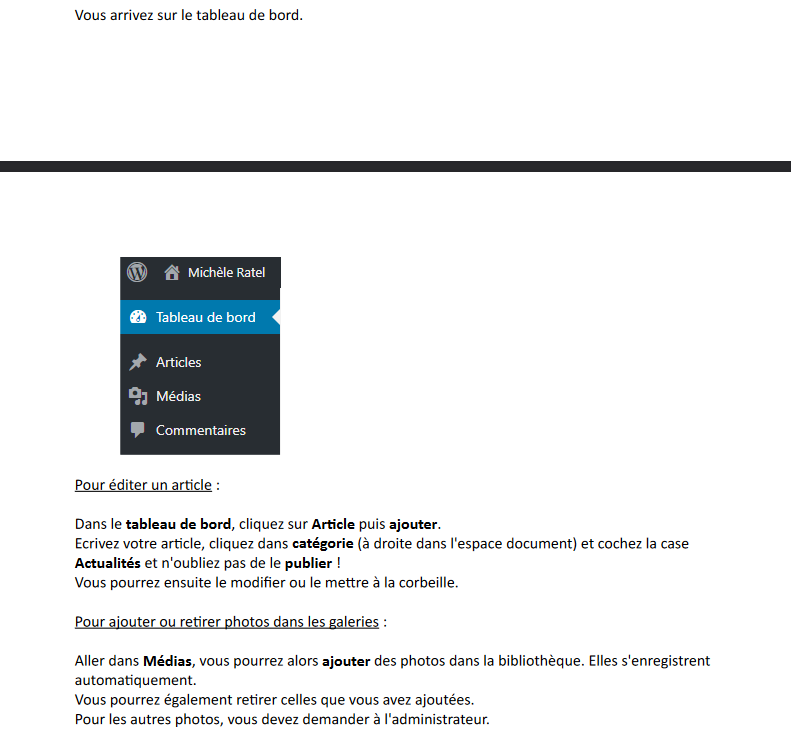 Vous arrivez sur le tableau de bord.
Michèle Ratel
Tableau de bord
Articles
Médias
Commentaires
Pour éditer un article :
Dans le tableau de bord, cliquez sur Article puis ajouter.
Ecrivez votre article, cliquez dans catégorie (à droite dans l'espace document) et cochez la case
Actualités et n'oubliez pas de le publier !
Vous pourrez ensuite le modifier ou le mettre à la corbeille.
Pour ajouter ou retirer photos dans les galeries :
Aller dans Médias, vous pourrez alors ajouter des photos dans la bibliothèque. Elles s'enregistrent
automatiquement.
Vous pourrez également retirer celles que vous avez ajoutées.
Pour les autres photos, vous devez demander à l'administrateur.